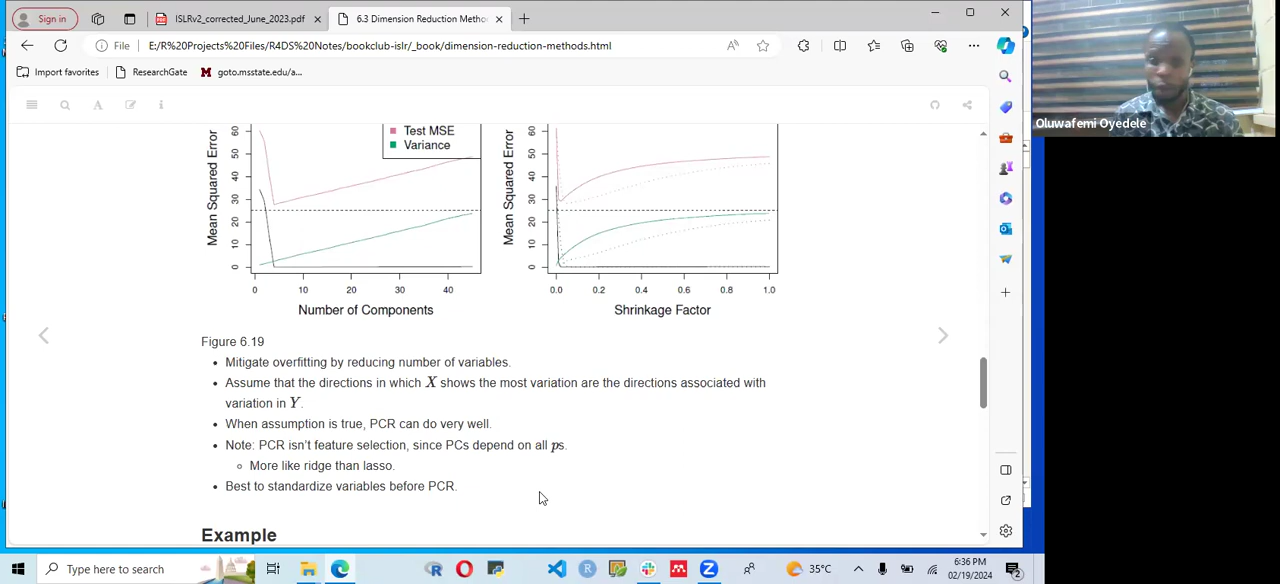 Sign in
ISLRv2_corrected_June_2023.pdf
6.3 Dimension Reduction Metho
File E:/R%20Projects%20Files/R4DS%20Notes/bookclub-islr/_book/dimension-reduction-methods.html
Import favorites ResearchGate goto.msstate.edu/a...
Oluwafemi Oyedele
Mean Squared Error
60
50
40
30
20
10
0
Test MSE
Variance
0 10 20 30 40
Number of Components
Mean Squared Error
60
50
40
30
20
10
0
0.0 0.2 0.4 0.6 0.8 1.0
Shrinkage Factor
Figure 6.19
Mitigate overfitting by reducing number of variables.
Assume that the directions in which X shows the most variation are the directions associated with
variation in Y.
When assumption is true, PCR can do very well.
Note: PCR isn't feature selection, since PCs depend on all ps.
More like ridge than lasso.
Best to standardize variables before PCR.
Example
Type here to search
35°C
6:36 PM
02/19/2024